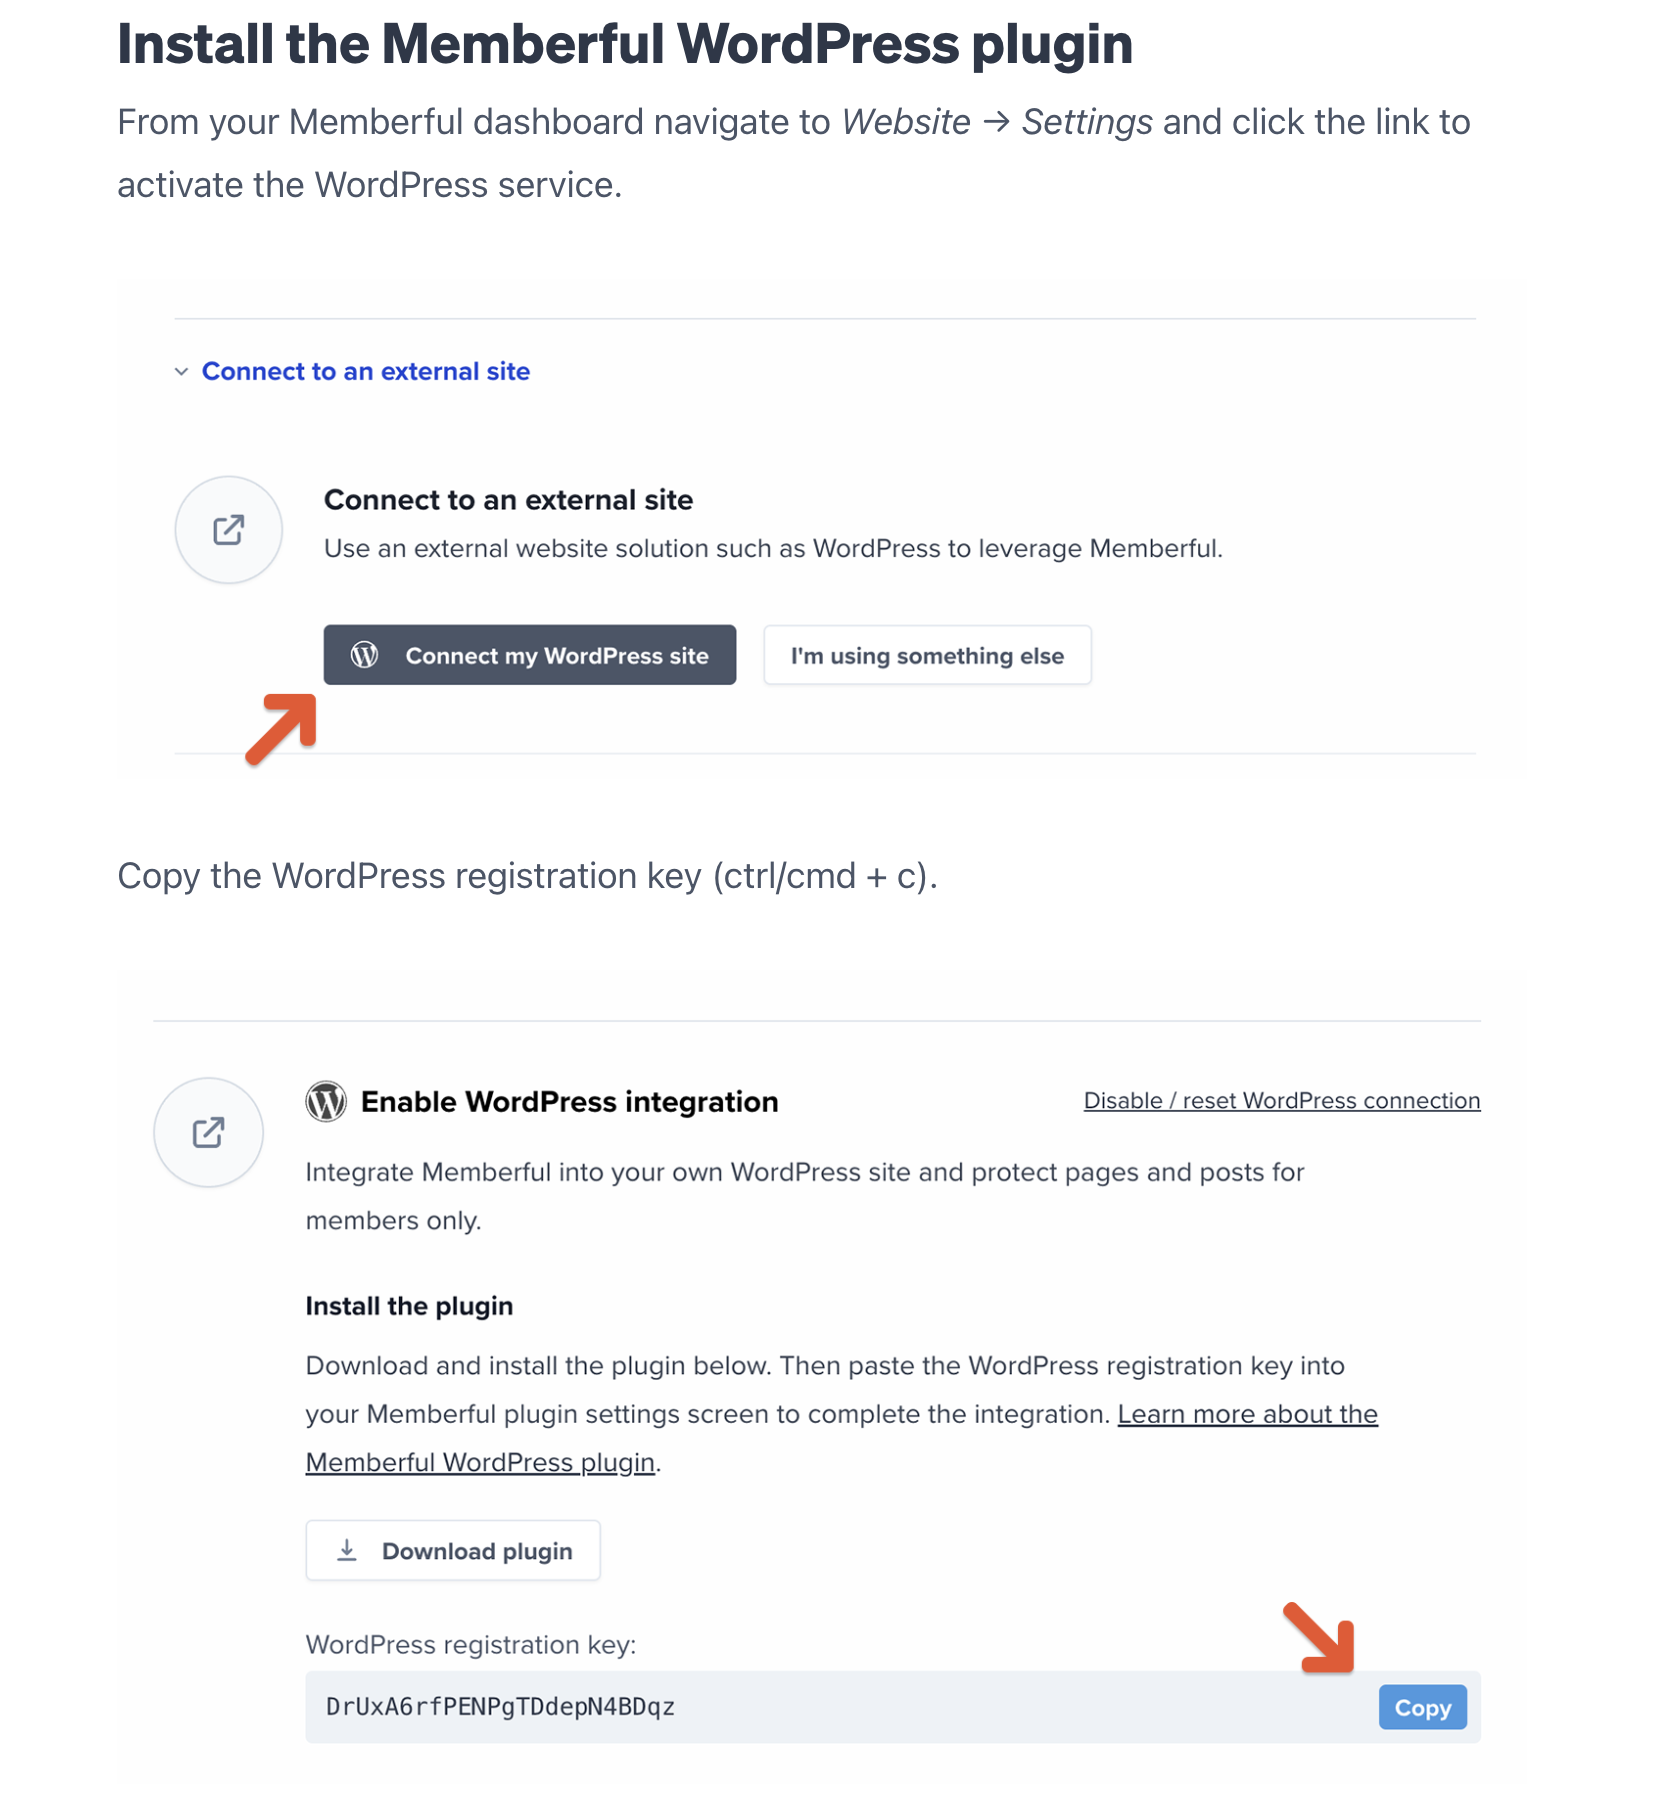 Install the Memberful WordPress plugin
From your Memberful dashboard navigate to Website → Settings and click the link to
activate the WordPress service.
Connect to an external site
Connect to an external site
Use an external website solution such as WordPress to leverage Memberful.
Connect my WordPress site
I'm using something else
Copy the WordPress registration key (ctrl/cmd + c).
Enable WordPress integration
Disable / reset WordPress connection
Integrate Memberful into your own WordPress site and protect pages and posts for
members only.
Install the plugin
Download and install the plugin below. Then paste the WordPress registration key into
your Memberful plugin settings screen to complete the integration. Learn more about the
Memberful WordPress plugin.
Download plugin
WordPress registration key:
DrUxA6rfPENPgTDdepN4BDqz
Copy